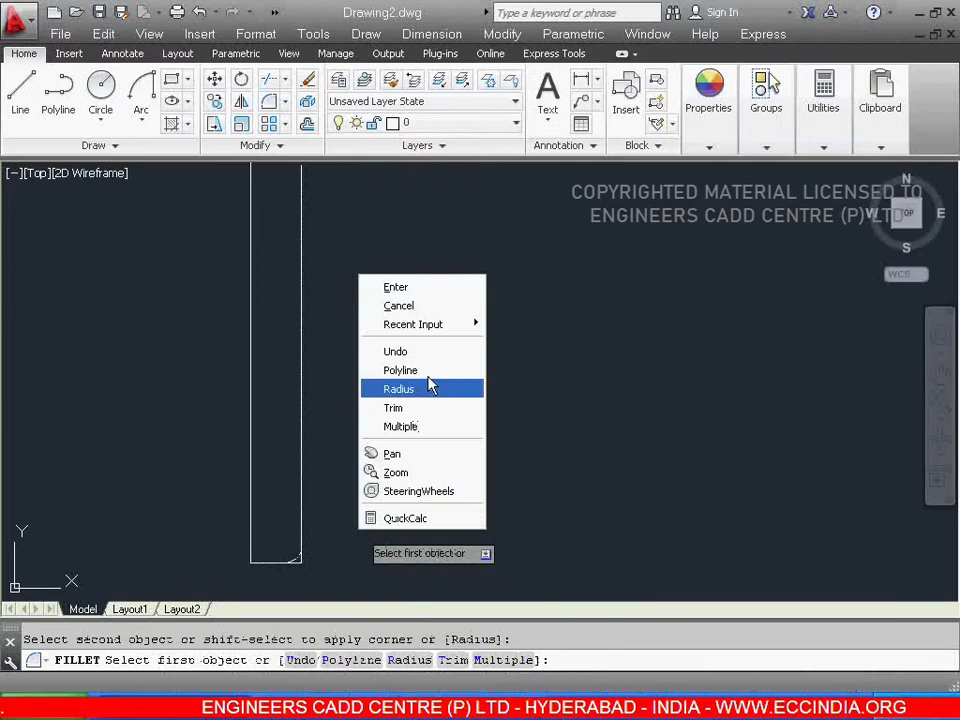 Drawing2.dwg
Type a keyword or phrase
Sign In
File Edit View Insert Format Tools Draw Dimension Modify Parametric Window Help Express
Home Insert Annotate Layout Parametric View Manage Output Plug-ins Online Express Tools
Unsaved Layer State
0
Line Polyline Circle Arc
Text Insert Properties Groups Utilities Clipboard
Draw Modify Layers Annotation Block
[−][Top][2D Wireframe]
COPYRIGHTED MATERIAL LICENSED TO
ENGINEERS CADD CENTRE (P) LTD
N
W TOP E
S
WCS
Enter
Cancel
Recent Input
Undo
Polyline
Radius
Trim
Multiple
Pan
Zoom
SteeringWheels
QuickCalc
Select first object or
Y
X
Model Layout1 Layout2
Select second object or shift-select to apply corner or [Radius]:
FILLET Select first object or [Undo Polyline Radius Trim Multiple]:
ENGINEERS CADD CENTRE (P) LTD - HYDERABAD - INDIA - WWW.ECCINDIA.ORG